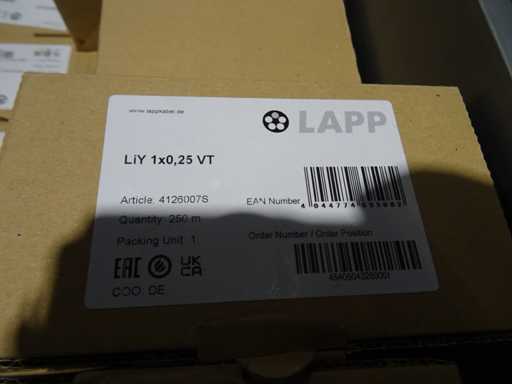 www.lappkabel.de
LAPP
LiY 1x0,25 VT
Article: 4126007S
EAN Number
Quantity: 250 m
Packing Unit: 1
Order Number / Order Position
EAC
UK
CA
COO: DE